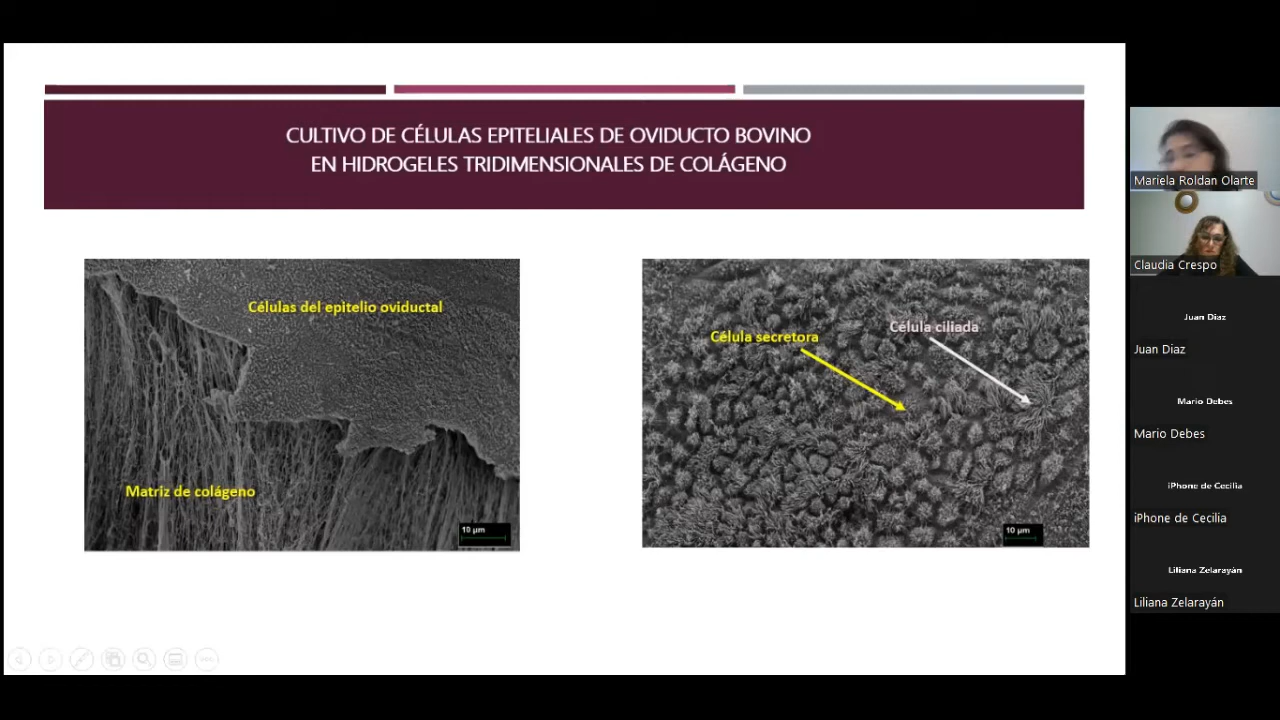 CULTIVO DE CÉLULAS EPITELIALES DE OVIDUCTO BOVINO
EN HIDROGELES TRIDIMENSIONALES DE COLÁGENO
Células del epitelio oviductal
Matriz de colágeno
10 µm
Célula secretora
Célula ciliada
10 µm
Mariela Roldan Olarte
Claudia Crespo
Juan Diaz
Juan Diaz
Mario Debes
Mario Debes
iPhone de Cecilia
iPhone de Cecilia
Liliana Zelarayán
Liliana Zelarayán